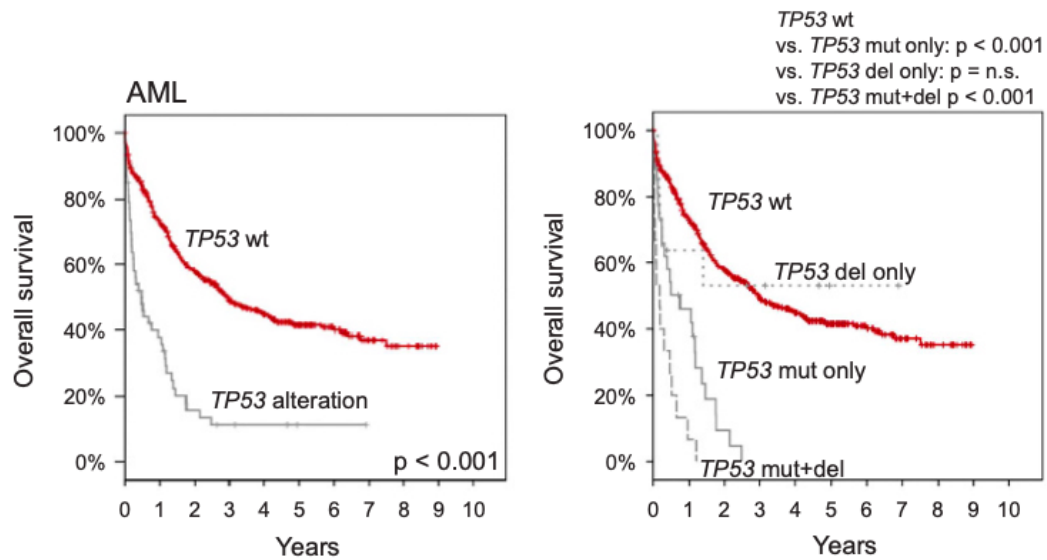 AML
Overall survival
100%
80%
60%
40%
20%
0%
TP53 wt
TP53 alteration
p < 0.001
0 1 2 3 4 5 6 7 8 9 10
Years
TP53 wt
vs. TP53 mut only: p < 0.001
vs. TP53 del only: p = n.s.
vs. TP53 mut+del p < 0.001
Overall survival
100%
80%
60%
40%
20%
0%
TP53 wt
TP53 del only
TP53 mut only
TP53 mut+del
0 1 2 3 4 5 6 7 8 9 10
Years